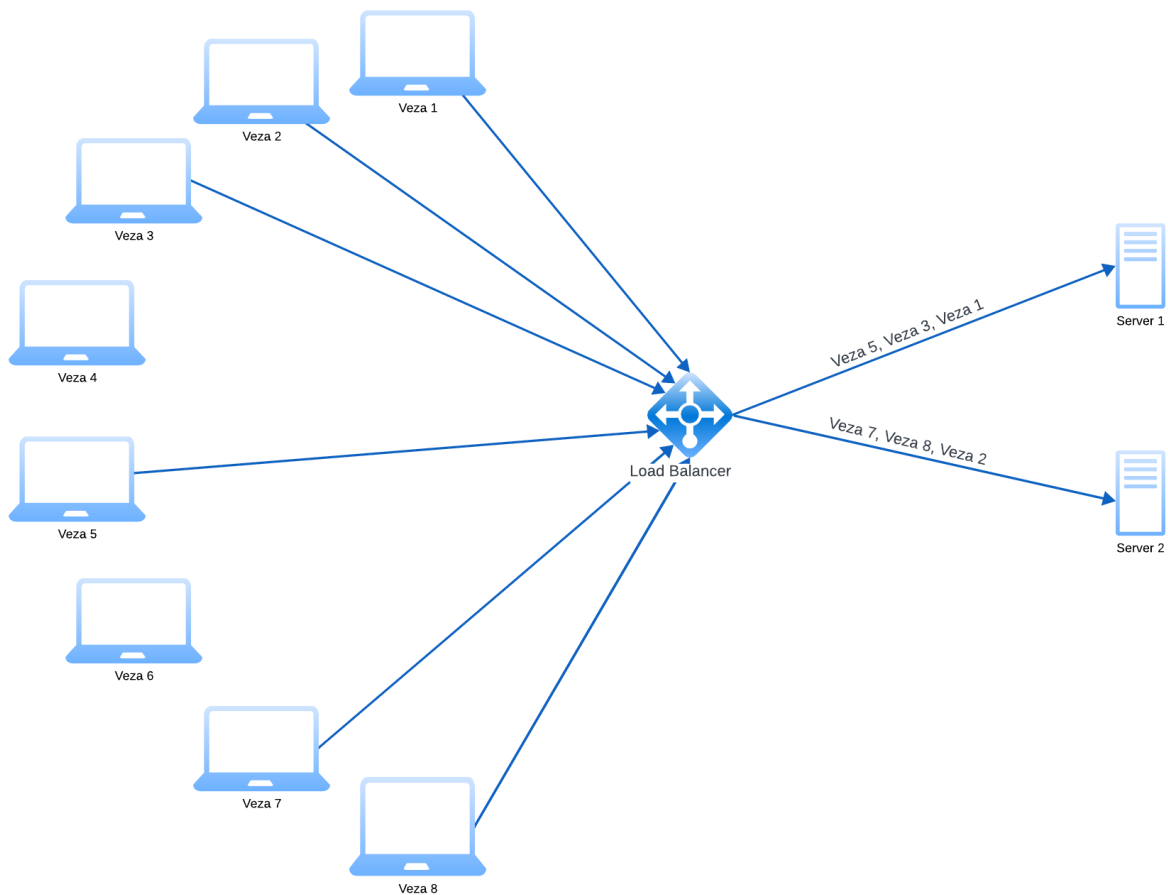 Veza 1
Veza 2
Veza 3
Veza 4
Veza 5
Veza 6
Veza 7
Veza 8
Load Balancer
Veza 5, Veza 3, Veza 1
Veza 7, Veza 8, Veza 2
Server 1
Server 2